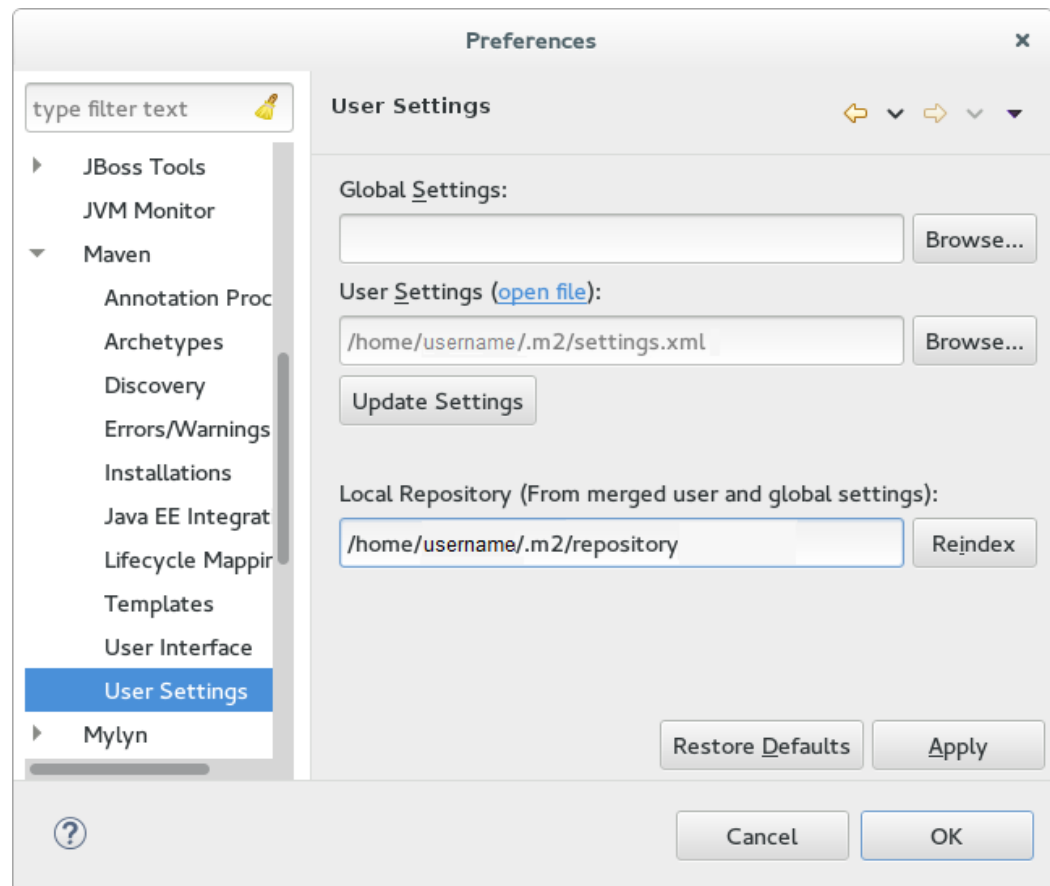 Preferences
type filter text
JBoss Tools
JVM Monitor
Maven
Annotation Proc
Archetypes
Discovery
Errors/Warnings
Installations
Java EE Integrat
Lifecycle Mappin
Templates
User Interface
User Settings
Mylyn
User Settings
Global Settings:
Browse...
User Settings (open file):
/home/username/.m2/settings.xml Browse...
Update Settings
Local Repository (From merged user and global settings):
/home/username/.m2/repository Reindex
Restore Defaults Apply
? Cancel OK